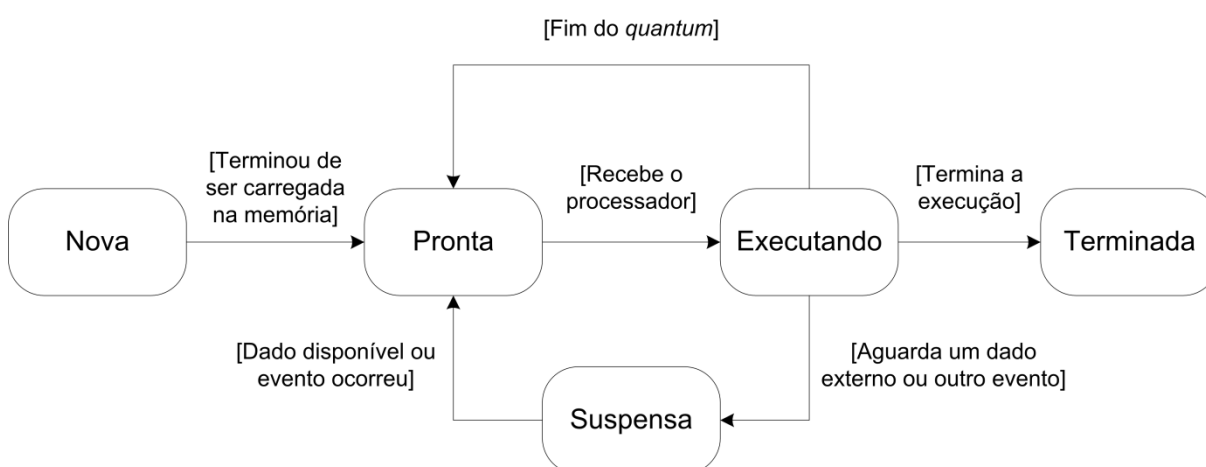 [Fim do quantum]
[Terminou de
ser carregada
na memória]
[Recebe o
processador]
[Termina a
execução]
Nova
Pronta
Executando
Terminada
[Dado disponível ou
evento ocorreu]
[Aguarda um dado
externo ou outro evento]
Suspensa